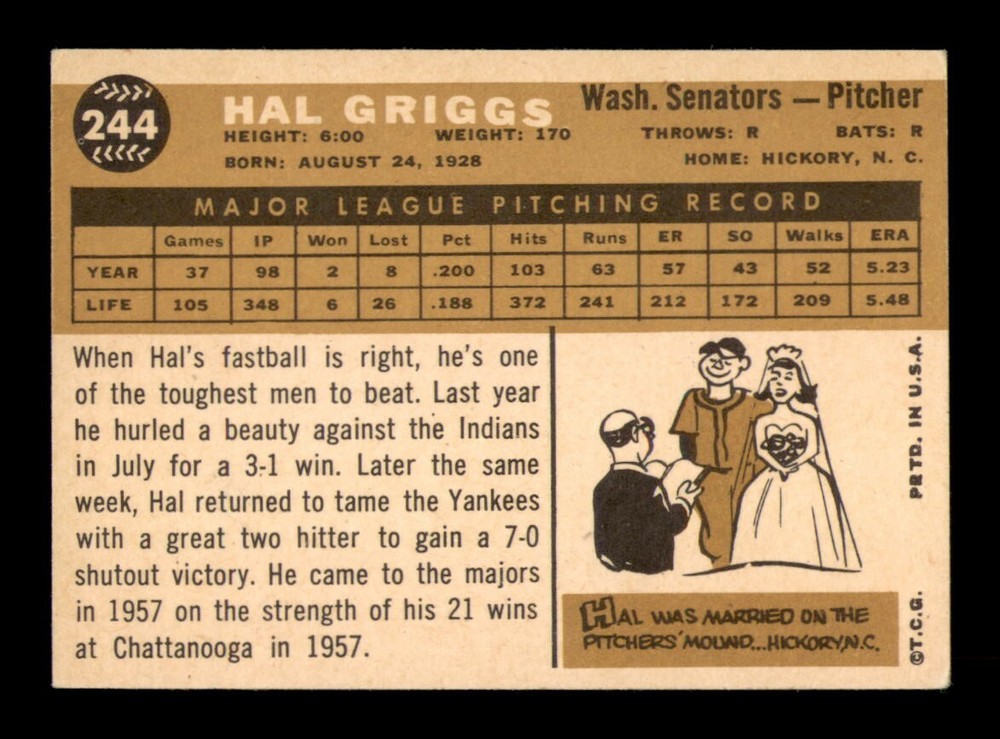 244
HAL GRIGGS
Wash. Senators — Pitcher
HEIGHT: 6:00 WEIGHT: 170 THROWS: R BATS: R
BORN: AUGUST 24, 1928 HOME: HICKORY, N. C.
MAJOR LEAGUE PITCHING RECORD
Games IP Won Lost Pct Hits Runs ER SO Walks ERA
YEAR 37 98 2 8 .200 103 63 57 43 52 5.23
LIFE 105 348 6 26 .188 372 241 212 172 209 5.48
When Hal's fastball is right, he's one
of the toughest men to beat. Last year
he hurled a beauty against the Indians
in July for a 3-1 win. Later the same
week, Hal returned to tame the Yankees
with a great two hitter to gain a 7-0
shutout victory. He came to the majors
in 1957 on the strength of his 21 wins
at Chattanooga in 1957.
HAL WAS MARRIED ON THE
PITCHERS' MOUND...HICKORY, N.C.
PRTD. IN U.S.A.
©T.C.G.